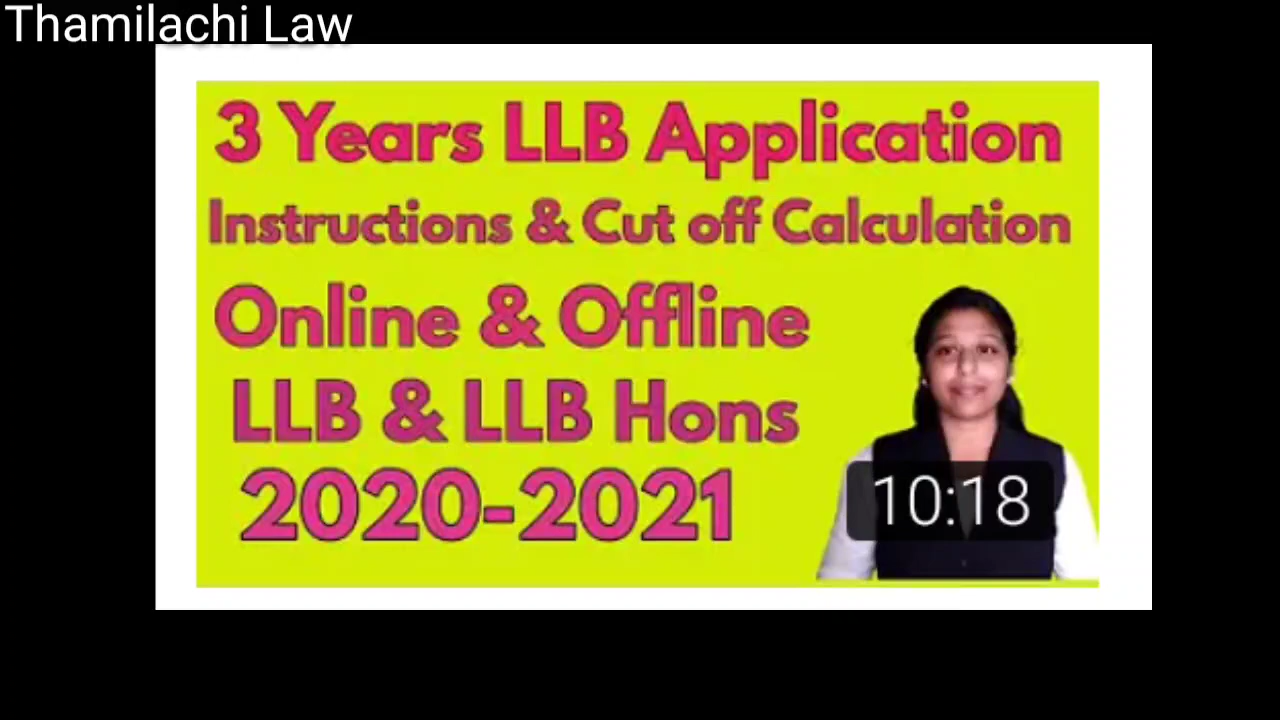 Thamilachi Law
3 Years LLB Application
Instructions & Cut off Calculation
Online & Offline
LLB & LLB Hons
2020-2021
10:18